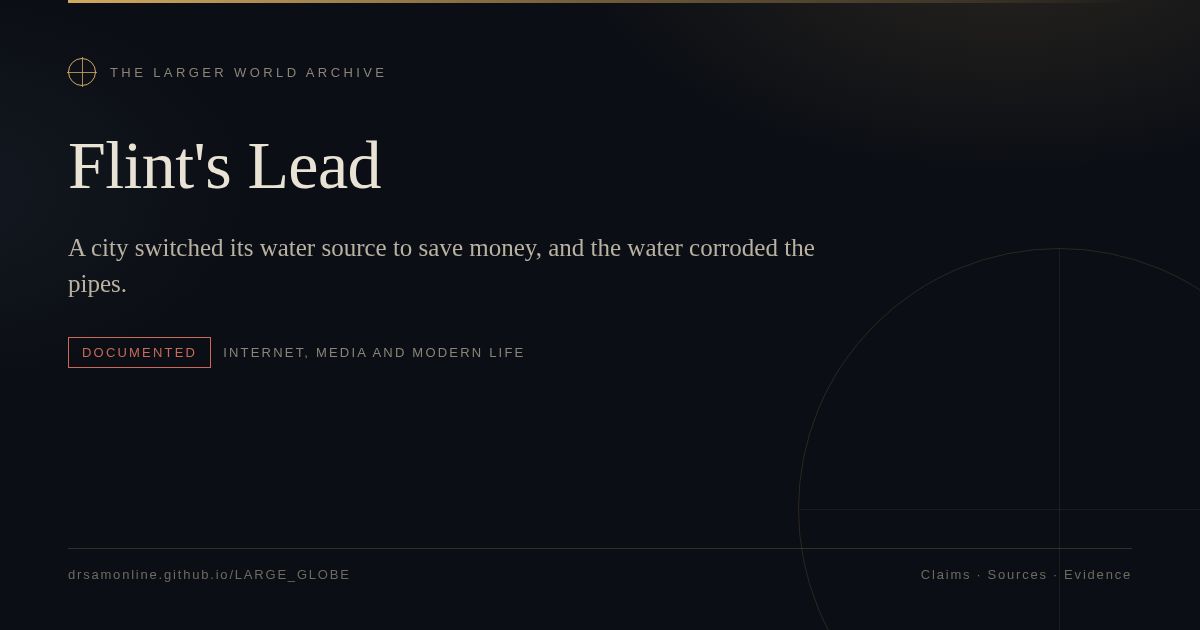 THE LARGER WORLD ARCHIVE
Flint's Lead
A city switched its water source to save money, and the water corroded the
pipes.
DOCUMENTED INTERNET, MEDIA AND MODERN LIFE
drsamonline.github.io/LARGE_GLOBE Claims · Sources · Evidence